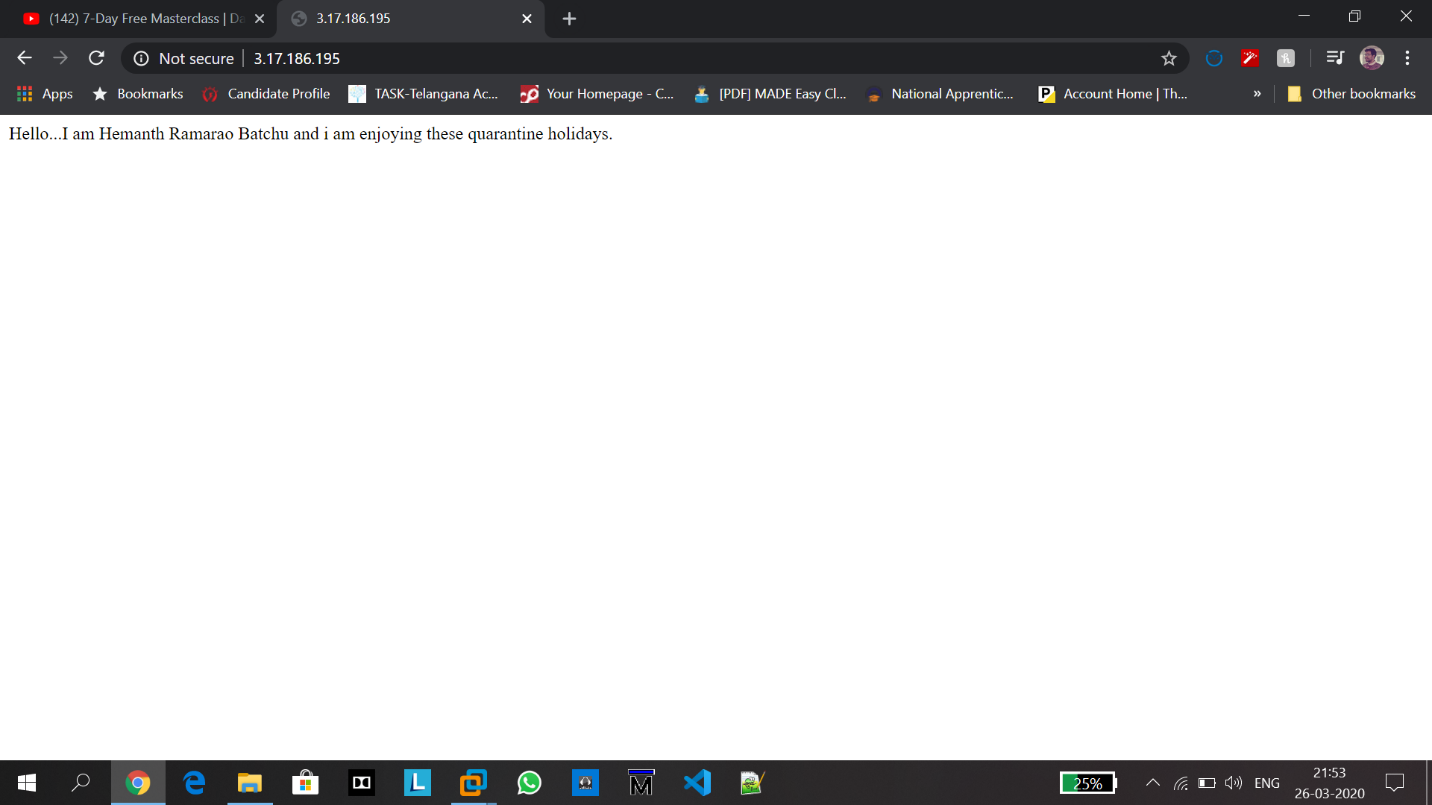 (142) 7-Day Free Masterclass | Da
3.17.186.195
Not secure | 3.17.186.195
Apps Bookmarks Candidate Profile TASK-Telangana Ac... Your Homepage - C... [PDF] MADE Easy Cl... National Apprentic... Account Home | Th... » Other bookmarks
Hello...I am Hemanth Ramarao Batchu and i am enjoying these quarantine holidays.
25% ENG 21:53
26-03-2020